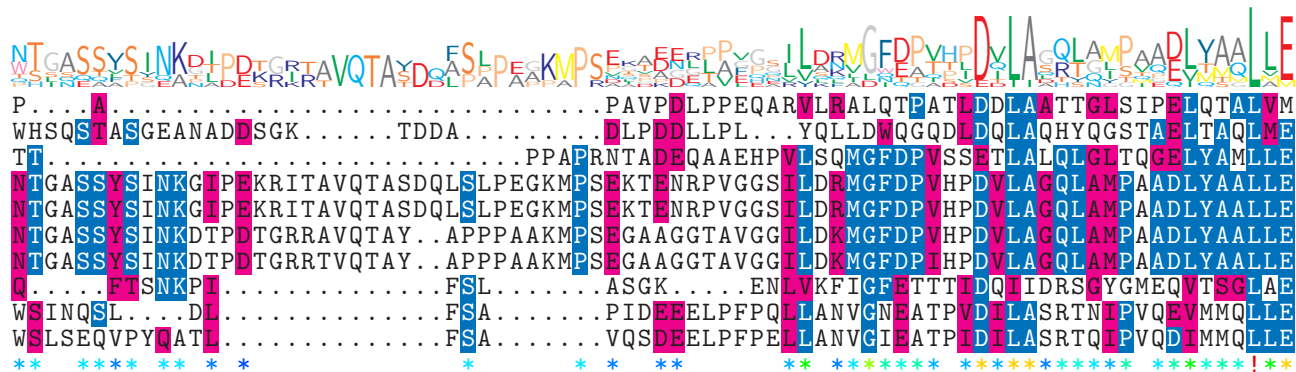 P....A...............................PAVPDLPPEQARVLRALQTPATLDDLAATTGLSIPELQTALVM
WHSQSTASGEANADDSGK......TDDA.........DLPDDLLPL...YQLLDWQGQDLDQLAQHYQGSTAELTAQLME
TT..............................PPAPRNTADEQAAEHPVLSQMGFDPVSSETLALQLGLTQGELYAMLLE
NTGASSYSINKGIPEKRITAVQTASDQLSLPEGKMPSEKTENRPVGGSILDRMGFDPVHPDVLAGQLAMPAADLYAALLE
NTGASSYSINKGIPEKRITAVQTASDQLSLPEGKMPSEKTENRPVGGSILDRMGFDPVHPDVLAGQLAMPAADLYAALLE
NTGASSYSINKDTPDTGRRAVQTAY..APPPAAKMPSEGAAGGTAVGGILDKMGFDPVHPDVLAGQLAMPAADLYAALLE
NTGASSYSINKDTPDTGRRTVQTAY..APPPAAKMPSEGAAGGTAVGGILDKMGFDPIHPDVLAGQLAMPAADLYAALLE
Q.....FTSNKPI..............FSL.......ASGK.....ENLVKFIGFETTTIDQIIDRSGYGMEQVTSGLAE
WSINQSL....DL..............FSA.......PIDEEELPFPQLLANVGNEATPVDILASRTNIPVQEVMMQLLE
WSLSEQVPYQATL..............FSA.......VQSDEELPFPELLANVGIEATPIDILASRTQIPVQDIMMQLLE